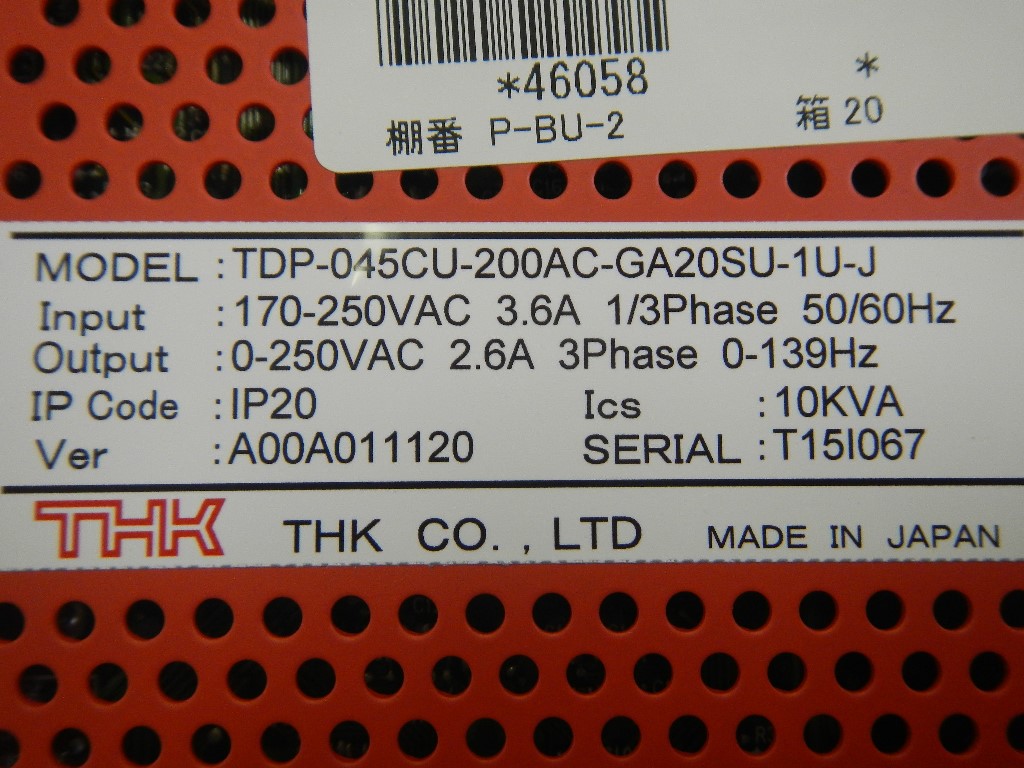 *46058
*
棚番 P-BU-2
箱 20
MODEL :TDP-045CU-200AC-GA20SU-1U-J
Input :170-250VAC 3.6A 1/3Phase 50/60Hz
Output :0-250VAC 2.6A 3Phase 0-139Hz
IP Code :IP20 Ics :10KVA
Ver :A00A011120 SERIAL :T15I067
THK THK CO., LTD MADE IN JAPAN